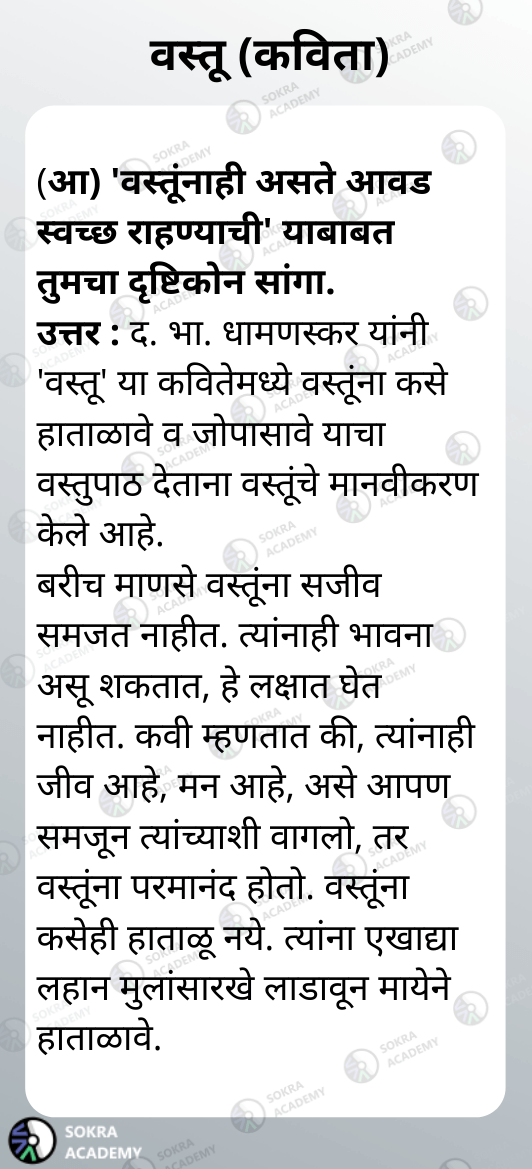 वस्तू (कविता)
(आ) 'वस्तूंनाही असते आवड
स्वच्छ राहण्याची' याबाबत
तुमचा दृष्टिकोन सांगा.
उत्तर : द. भा. धामणस्कर यांनी
'वस्तू' या कवितेमध्ये वस्तूंना कसे
हाताळावे व जोपासावे याचा
वस्तुपाठ देताना वस्तूंचे मानवीकरण
केले आहे.
बरीच माणसे वस्तूंना सजीव
समजत नाहीत. त्यांनाही भावना
असू शकतात, हे लक्षात घेत
नाहीत. कवी म्हणतात की, त्यांनाही
जीव आहे, मन आहे, असे आपण
समजून त्यांच्याशी वागलो, तर
वस्तूंना परमानंद होतो. वस्तूंना
कसेही हाताळू नये. त्यांना एखाद्या
लहान मुलांसारखे लाडावून मायेने
हाताळावे.
SOKRA
ACADEMY